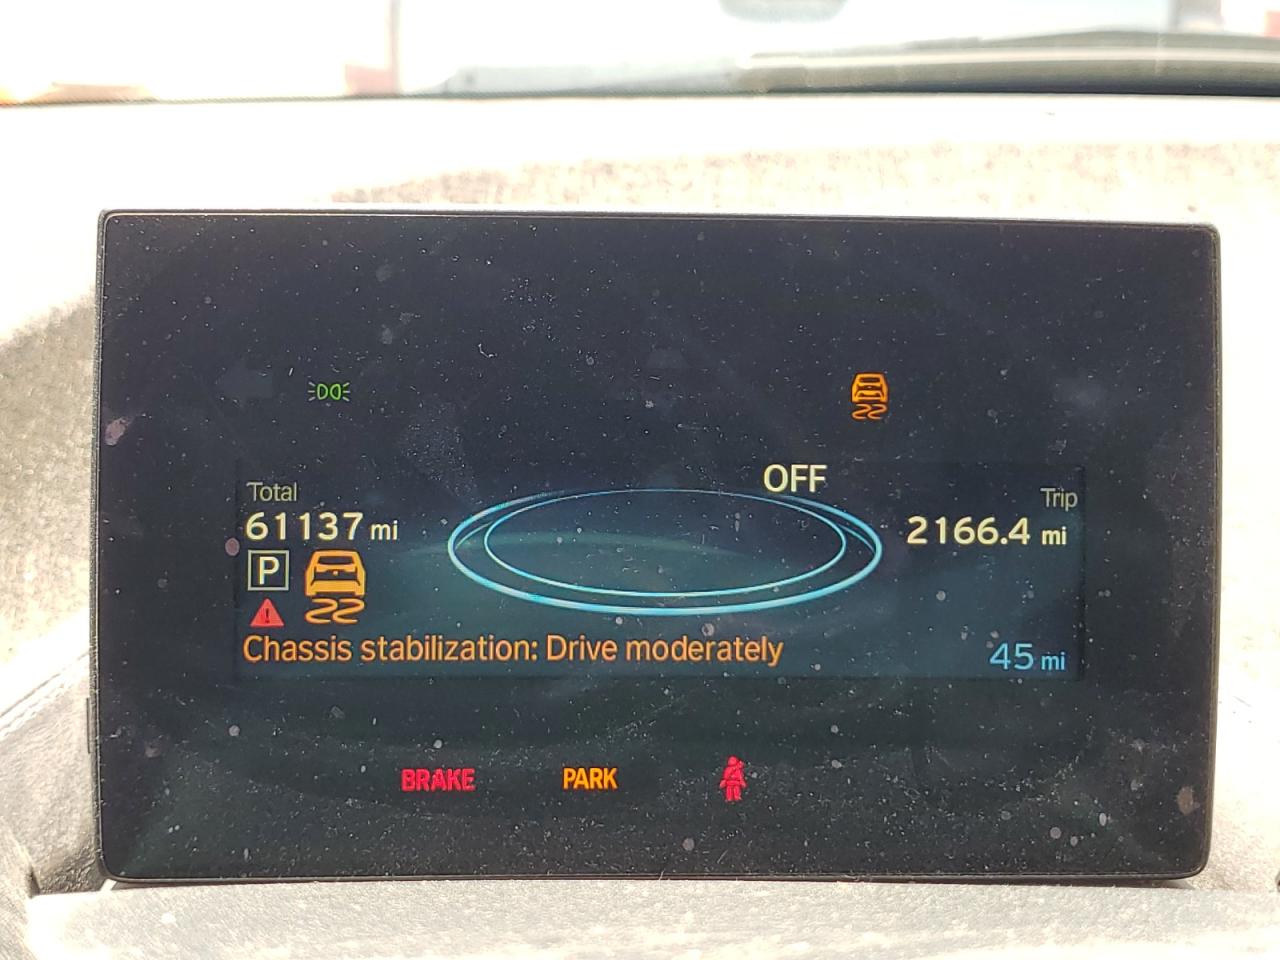 OFF
Total
61137 mi
Trip
2166.4 mi
P
Chassis stabilization: Drive moderately
45 mi
BRAKE
PARK